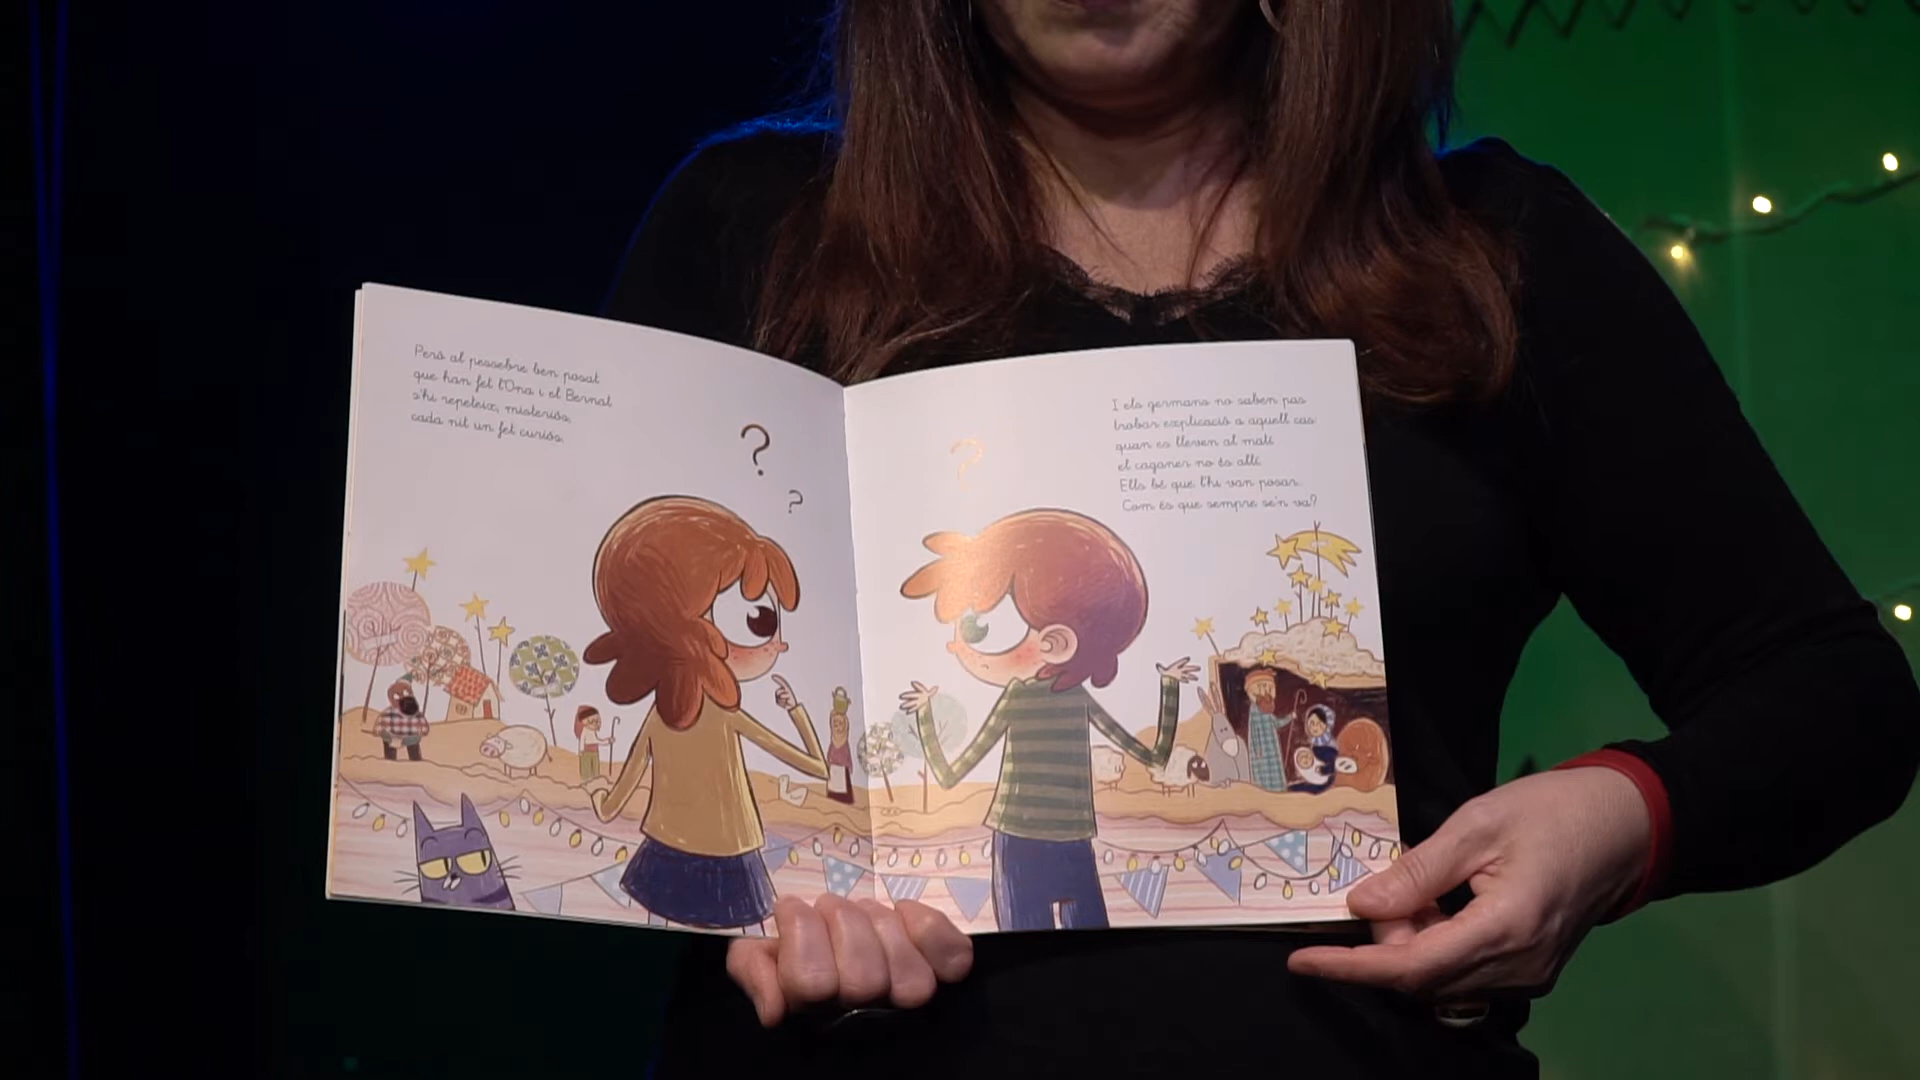 Però al pessebre ben posat
que han fet l'Ona i el Bernat
s'hi repeteix, misteriós,
cada nit un fet curiós.
?
?
?
I els germans no saben pas
trobar explicació a aquell cas:
quan es lleven al matí
el caganer no és allí.
Ells bé que l'hi van posar.
Com és que sempre se'n va?